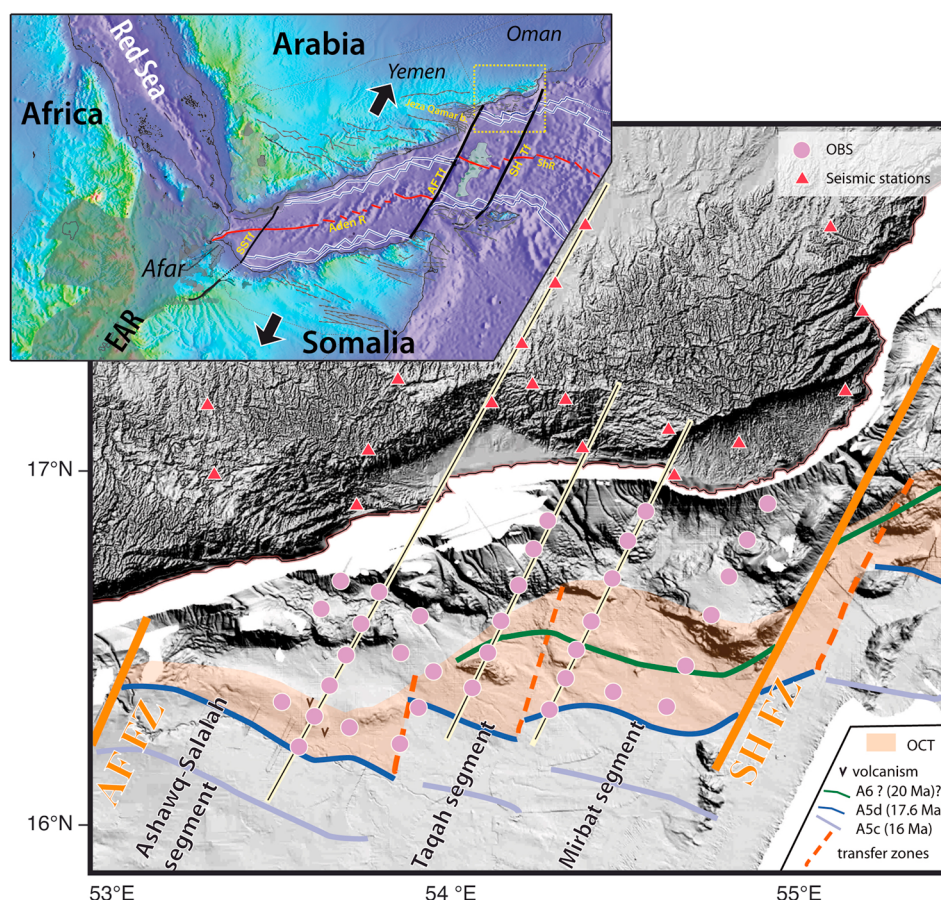 Red Sea
Arabia
Oman
Yemen
Africa
Jeza Qamar b.
AF Tf
SH Tf
ShR
Aden R
SSTf
Afar
EAR
Somalia
OBS
Seismic stations
17°N
16°N
AF FZ
SH FZ
Ashawq-Salalah
segment
Taqah segment
Mirbat segment
OCT
volcanism
A6 ? (20 Ma)?
A5d (17.6 Ma)
A5c (16 Ma)
transfer zones
53°E
54 °E
55°E